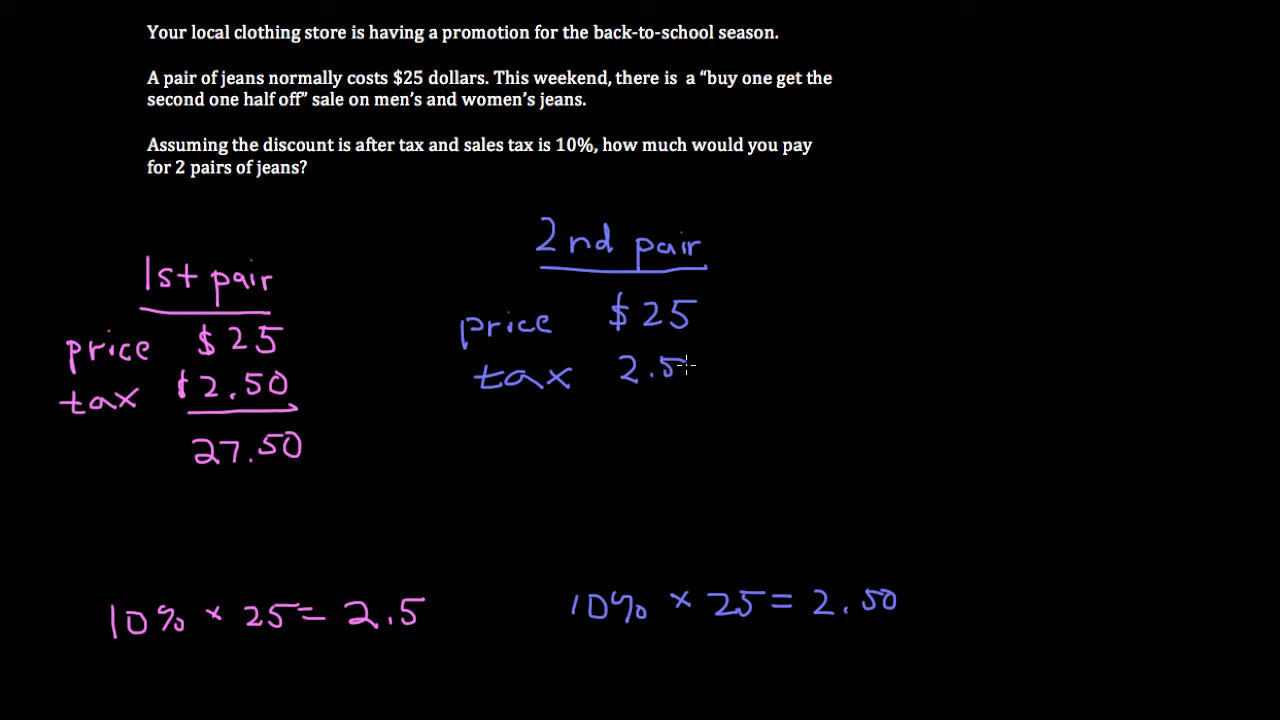 Your local clothing store is having a promotion for the back-to-school season.
A pair of jeans normally costs $25 dollars. This weekend, there is a “buy one get the
second one half off” sale on men’s and women’s jeans.
Assuming the discount is after tax and sales tax is 10%, how much would you pay
for 2 pairs of jeans?
1st pair
price $25
tax $2.50
27.50
2nd pair
price $25
tax 2.5
10% × 25 = 2.5
10% × 25 = 2.50